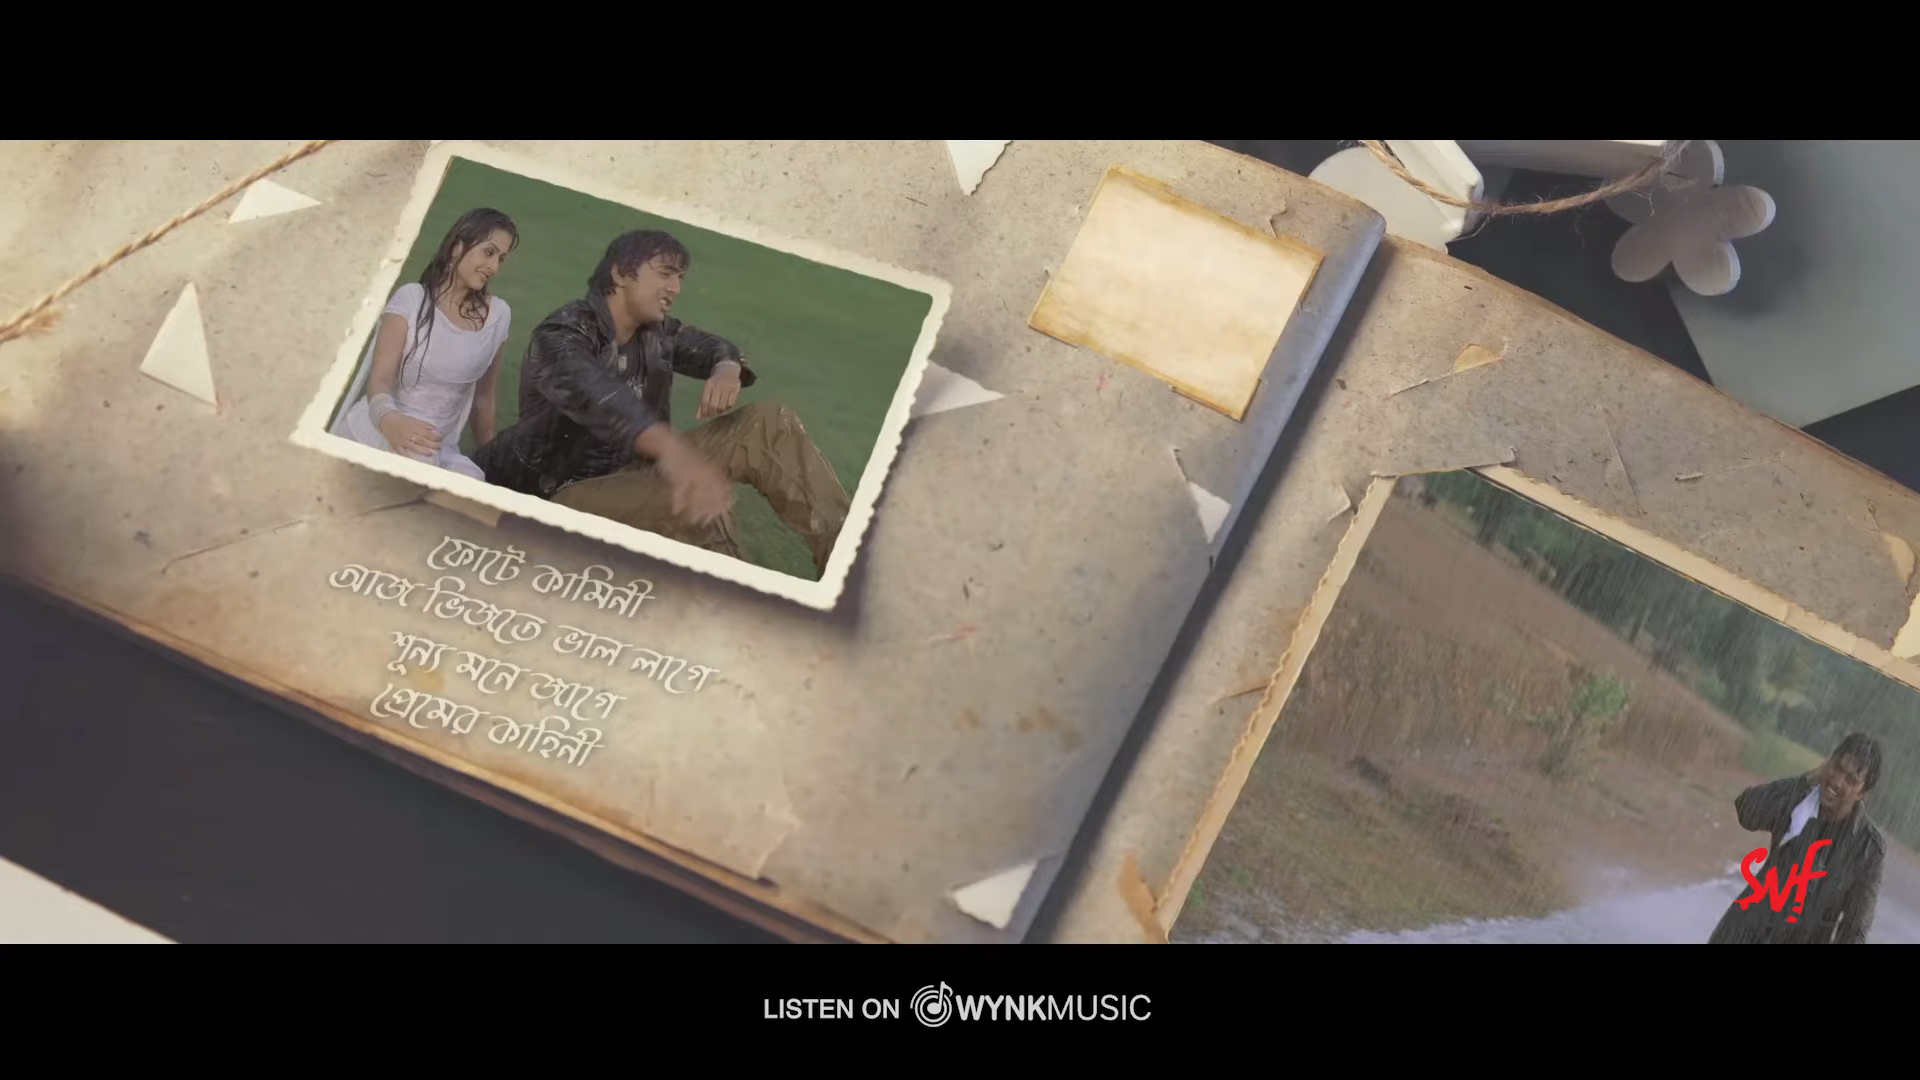 ফোটে কামিনী
আজ ভিজতে ভাল লাগে
শূন্য মনে জাগে
প্রেমের কাহিনী
SVF
LISTEN ON WYNKMUSIC